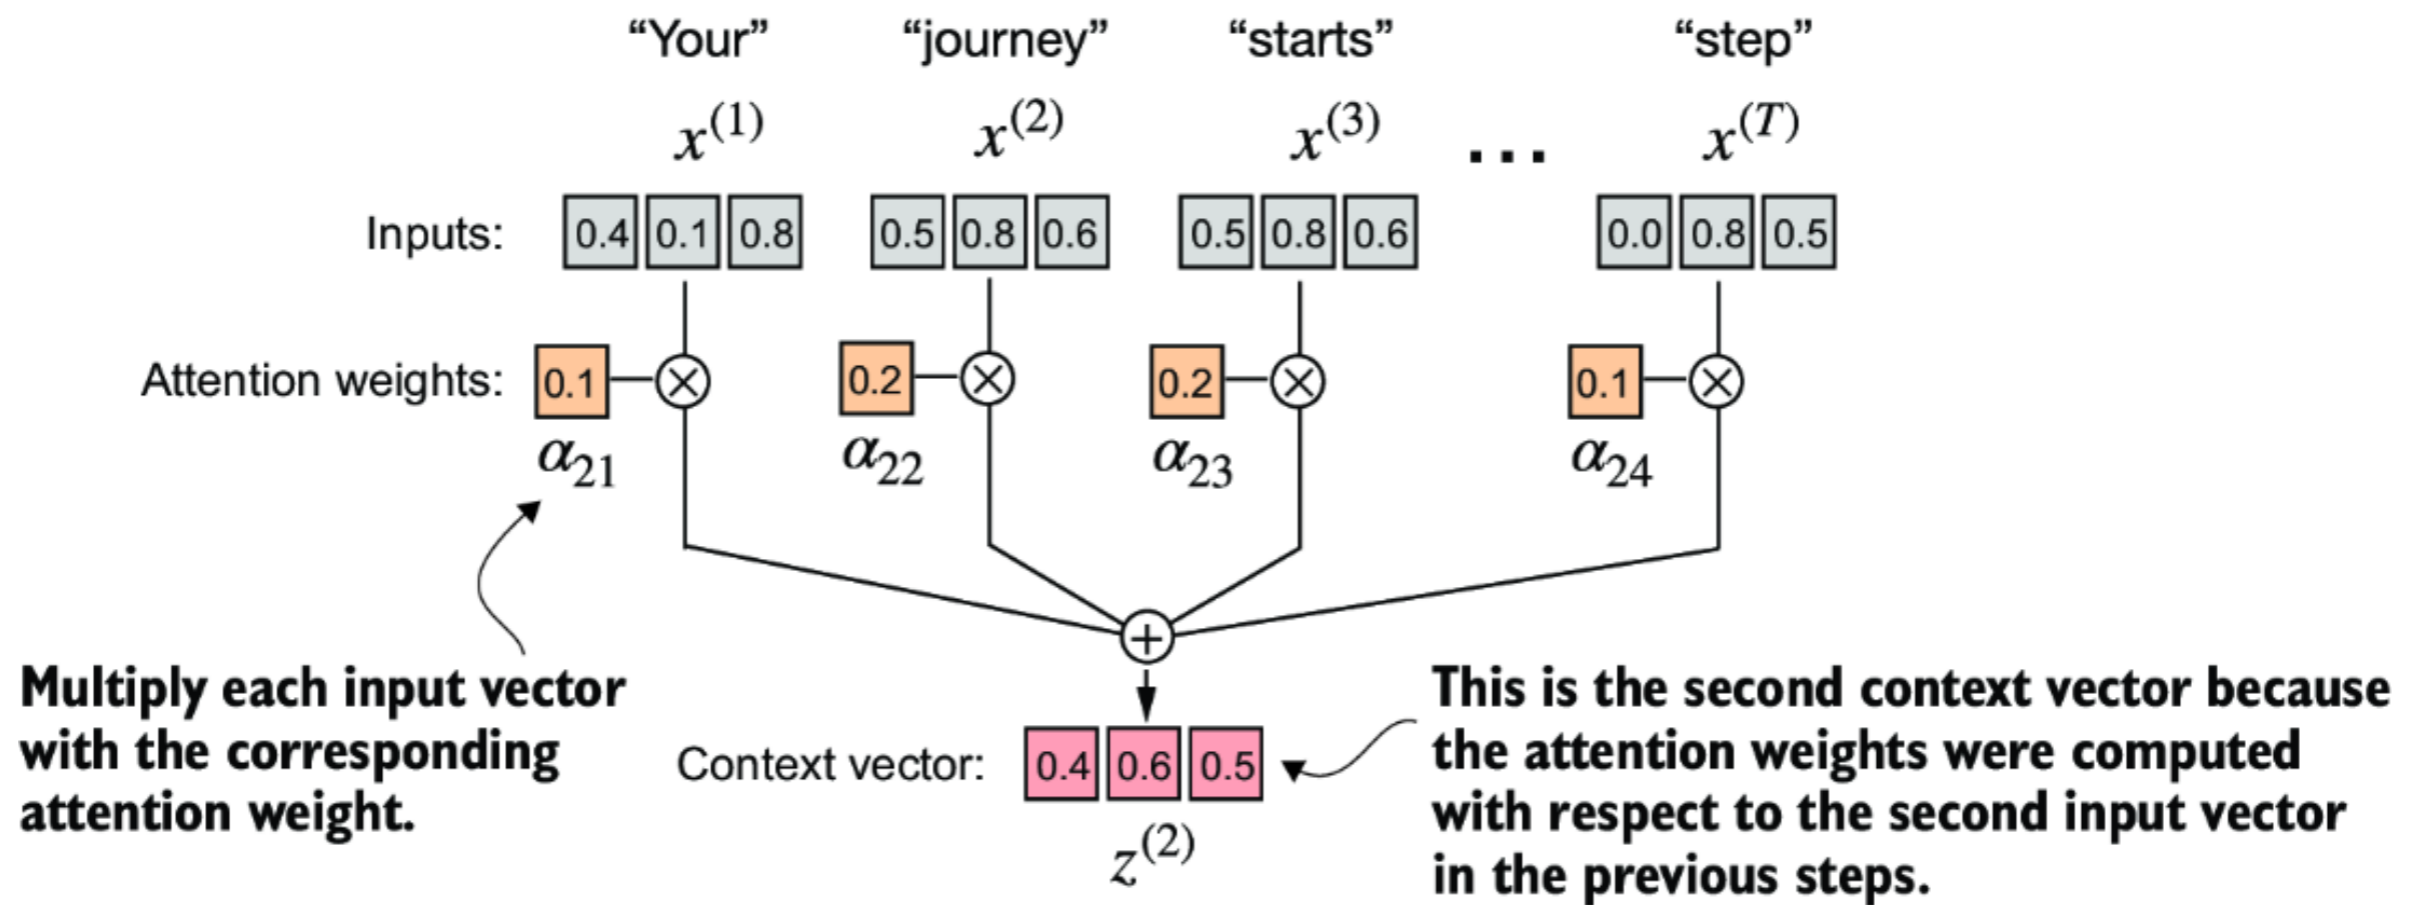 “Your” “journey” “starts” “step”
x(1) x(2) x(3) ... x(T)
Inputs: 0.4 0.1 0.8 0.5 0.8 0.6 0.5 0.8 0.6 0.0 0.8 0.5
Attention weights: 0.1 0.2 0.2 0.1
α21 α22 α23 α24
Multiply each input vector
with the corresponding
attention weight.
Context vector: 0.4 0.6 0.5
z(2)
This is the second context vector because
the attention weights were computed
with respect to the second input vector
in the previous steps.